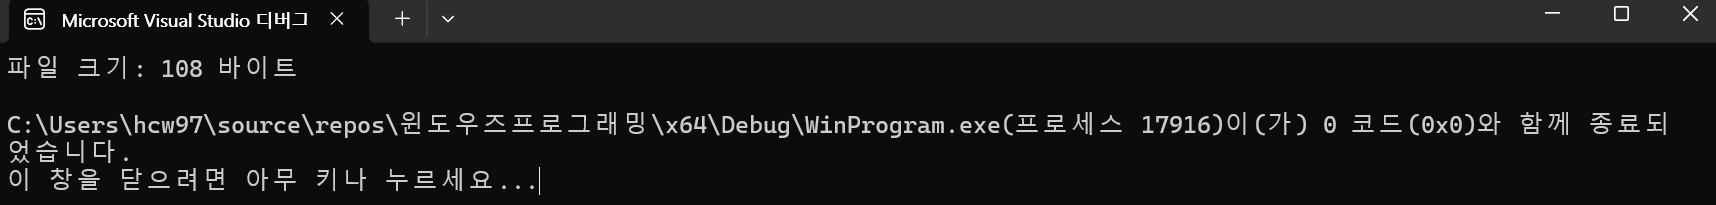 Microsoft Visual Studio 디버그
파일 크기: 108 바이트
C:\Users\hcw97\source\repos\윈도우즈프로그래밍\x64\Debug\WinProgram.exe(프로세스 17916)이(가) 0 코드(0x0)와 함께 종료되
었습니다.
이 창을 닫으려면 아무 키나 누르세요...